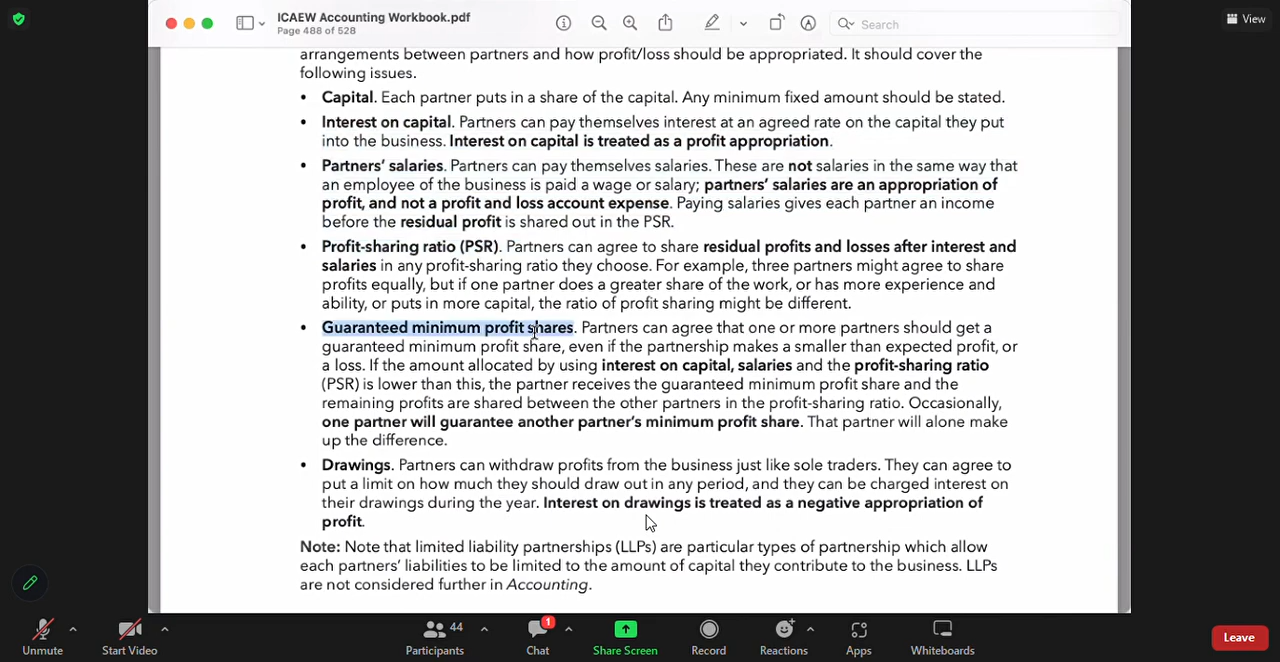 ICAEW Accounting Workbook.pdf
Page 488 of 528
Search
View
arrangements between partners and how profit/loss should be appropriated. It should cover the
following issues.
• Capital. Each partner puts in a share of the capital. Any minimum fixed amount should be stated.
• Interest on capital. Partners can pay themselves interest at an agreed rate on the capital they put
into the business. Interest on capital is treated as a profit appropriation.
• Partners’ salaries. Partners can pay themselves salaries. These are not salaries in the same way that
an employee of the business is paid a wage or salary; partners’ salaries are an appropriation of
profit, and not a profit and loss account expense. Paying salaries gives each partner an income
before the residual profit is shared out in the PSR.
• Profit-sharing ratio (PSR). Partners can agree to share residual profits and losses after interest and
salaries in any profit-sharing ratio they choose. For example, three partners might agree to share
profits equally, but if one partner does a greater share of the work, or has more experience and
ability, or puts in more capital, the ratio of profit sharing might be different.
• Guaranteed minimum profit shares. Partners can agree that one or more partners should get a
guaranteed minimum profit share, even if the partnership makes a smaller than expected profit, or
a loss. If the amount allocated by using interest on capital, salaries and the profit-sharing ratio
(PSR) is lower than this, the partner receives the guaranteed minimum profit share and the
remaining profits are shared between the other partners in the profit-sharing ratio. Occasionally,
one partner will guarantee another partner’s minimum profit share. That partner will alone make
up the difference.
• Drawings. Partners can withdraw profits from the business just like sole traders. They can agree to
put a limit on how much they should draw out in any period, and they can be charged interest on
their drawings during the year. Interest on drawings is treated as a negative appropriation of
profit.
Note: Note that limited liability partnerships (LLPs) are particular types of partnership which allow
each partners’ liabilities to be limited to the amount of capital they contribute to the business. LLPs
are not considered further in Accounting.
44
1
Unmute
Start Video
Participants
Chat
Share Screen
Record
Reactions
Apps
Whiteboards
Leave